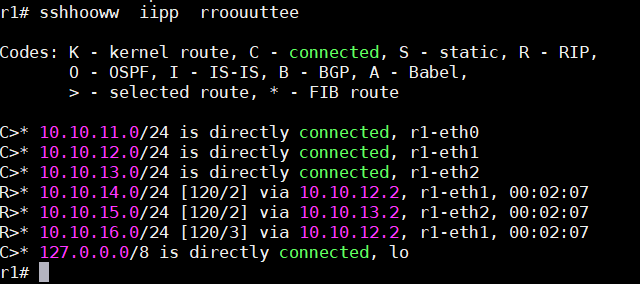 r1# sshhooww  iipp  rroouuttee

Codes: K - kernel route, C - connected, S - static, R - RIP,
       O - OSPF, I - IS-IS, B - BGP, A - Babel,
       > - selected route, * - FIB route

C>* 10.10.11.0/24 is directly connected, r1-eth0
C>* 10.10.12.0/24 is directly connected, r1-eth1
C>* 10.10.13.0/24 is directly connected, r1-eth2
R>* 10.10.14.0/24 [120/2] via 10.10.12.2, r1-eth1, 00:02:07
R>* 10.10.15.0/24 [120/2] via 10.10.13.2, r1-eth2, 00:02:07
R>* 10.10.16.0/24 [120/3] via 10.10.12.2, r1-eth1, 00:02:07
C>* 127.0.0.0/8 is directly connected, lo
r1#